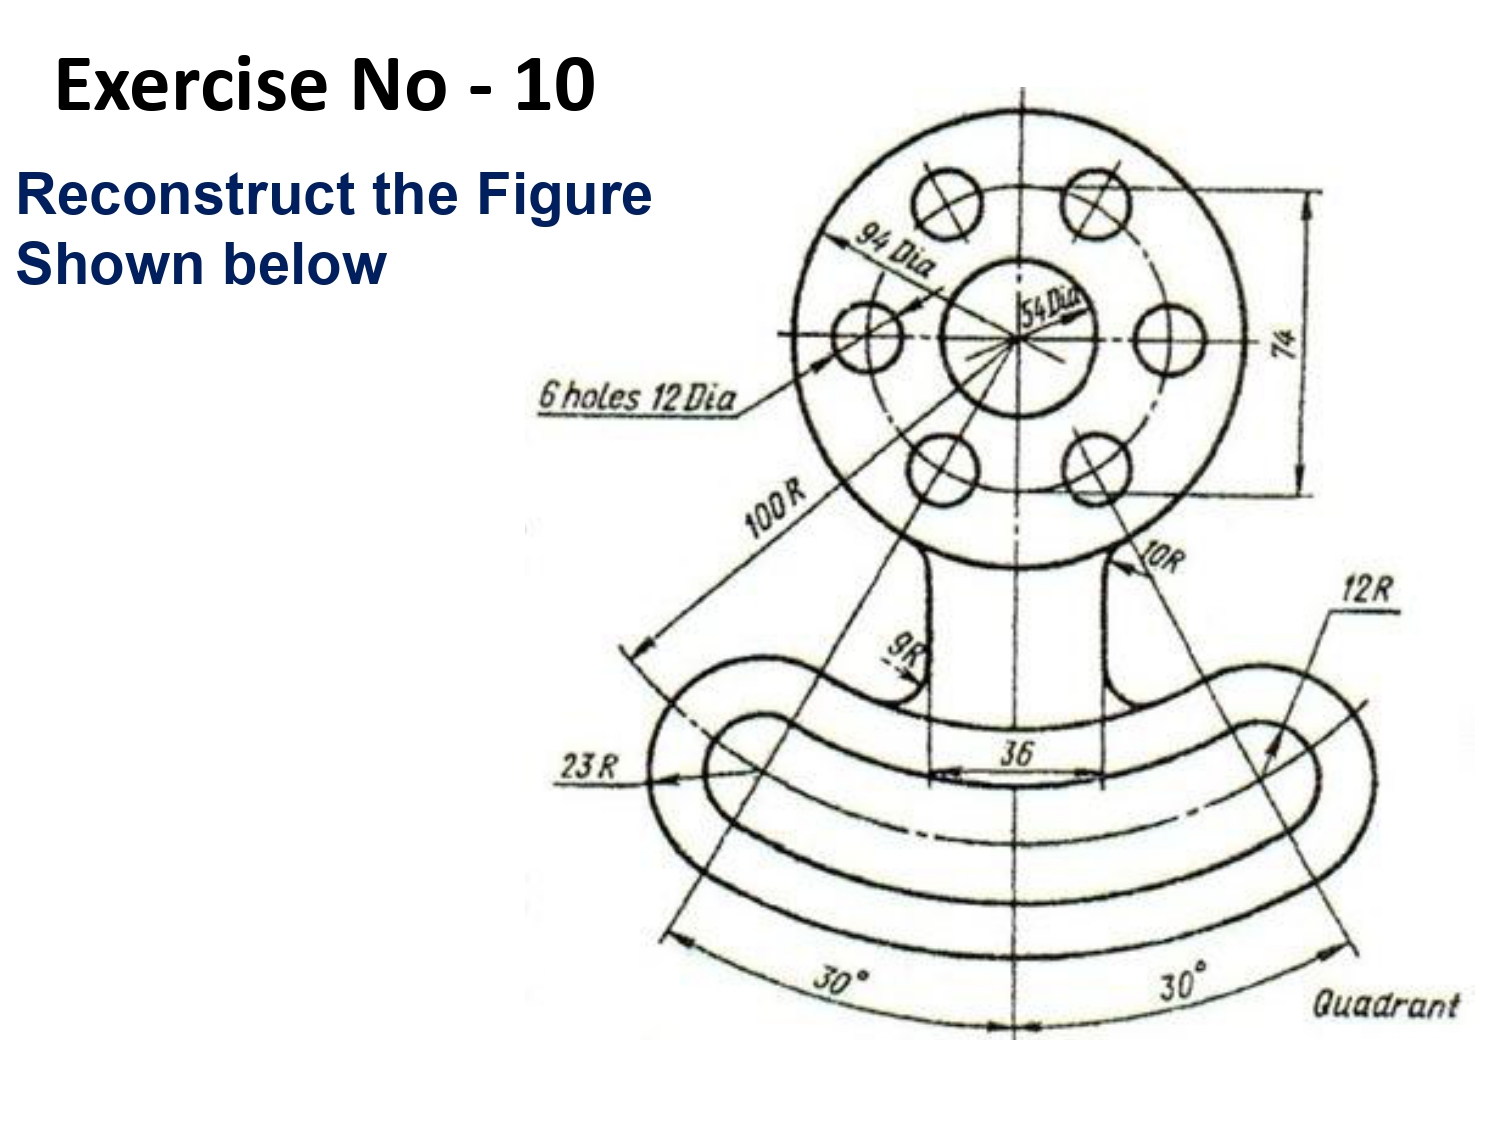 Exercise No - 10
Reconstruct the Figure
Shown below
94 Dia
54 Dia
74
6 holes 12 Dia
100 R
10R
12R
9R
36
23 R
30°
30°
Quadrant